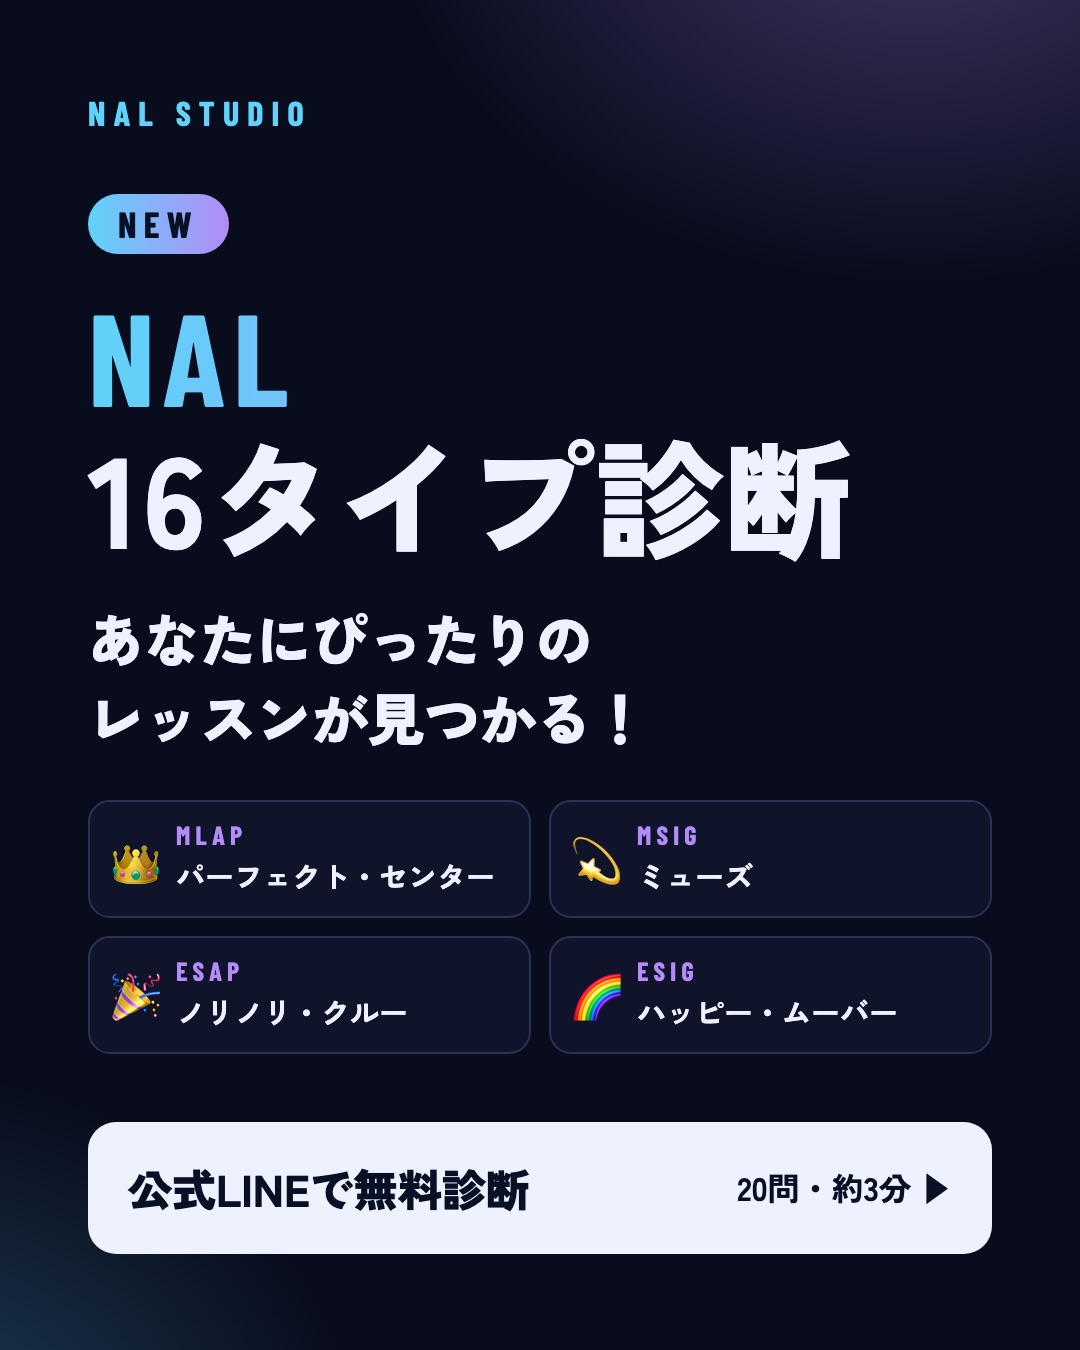 NAL STUDIO
NEW
NAL
16タイプ診断
あなたにぴったりの
レッスンが見つかる！
MLAP
パーフェクト・センター
MSIG
ミューズ
ESAP
ノリノリ・クルー
ESIG
ハッピー・ムーバー
公式LINEで無料診断
20問・約3分 ▶